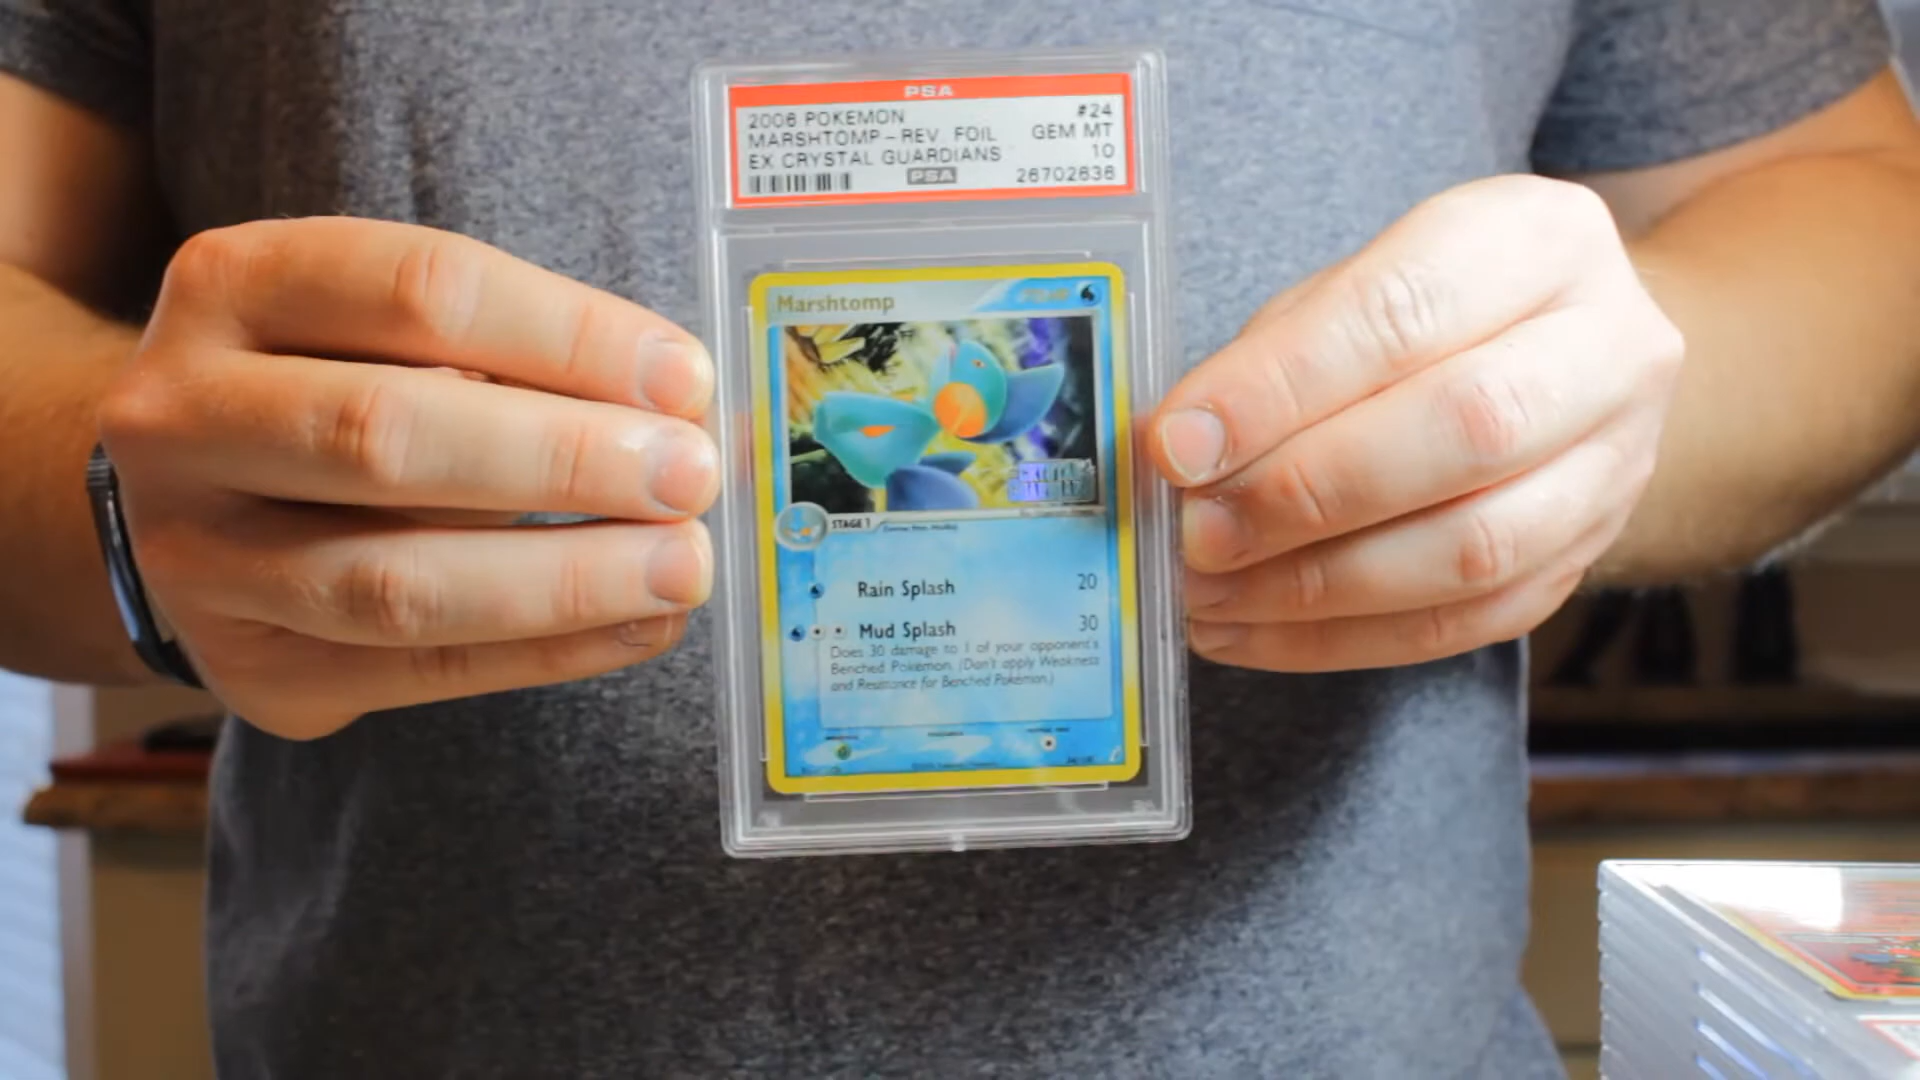 PSA
2006 POKEMON #24
MARSHTOMP - REV. FOIL GEM MT
EX CRYSTAL GUARDIANS 10
PSA 26702636
Marshtomp
STAGE 1
Rain Splash 20
Mud Splash 30
Does 30 damage to 1 of your opponent's
Benched Pokémon. (Don't apply Weakness
and Resistance for Benched Pokémon.)